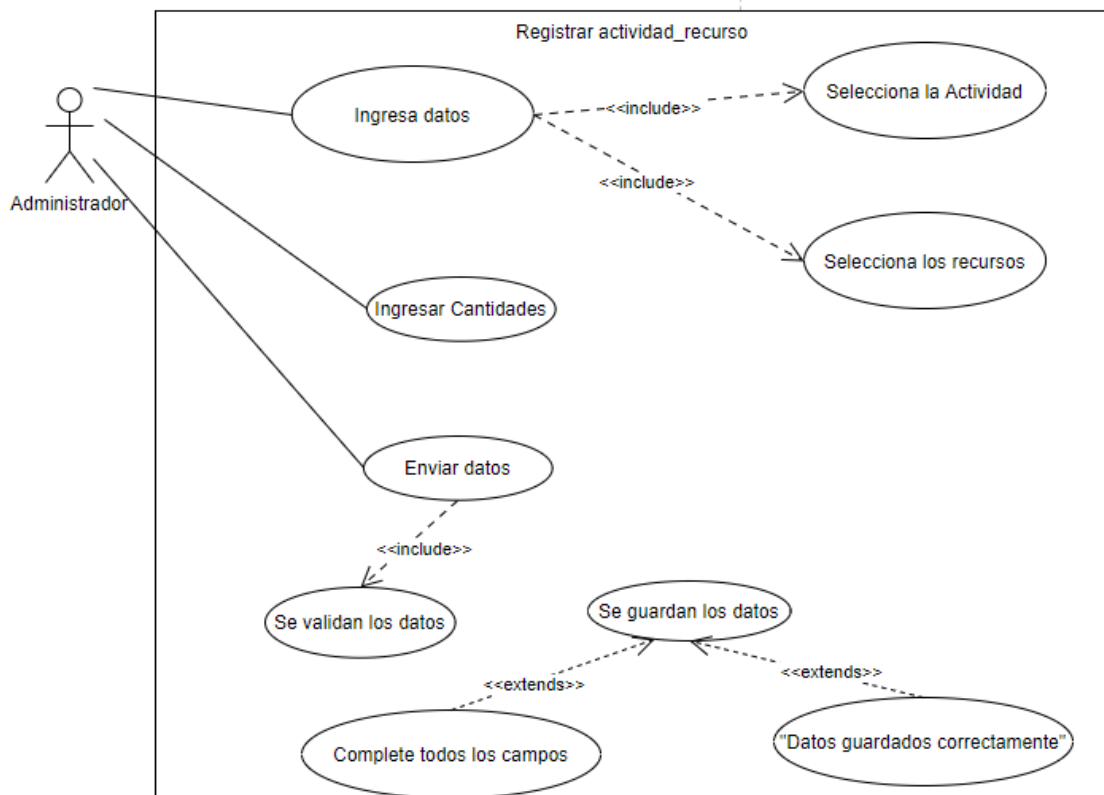 Registrar actividad_recurso
Ingresa datos
<<include>>
Selecciona la Actividad
<<include>>
Administrador
Selecciona los recursos
Ingresar Cantidades
Enviar datos
<<include>>
Se validan los datos
Se guardan los datos
<<extends>>
<<extends>>
Complete todos los campos
"Datos guardados correctamente"